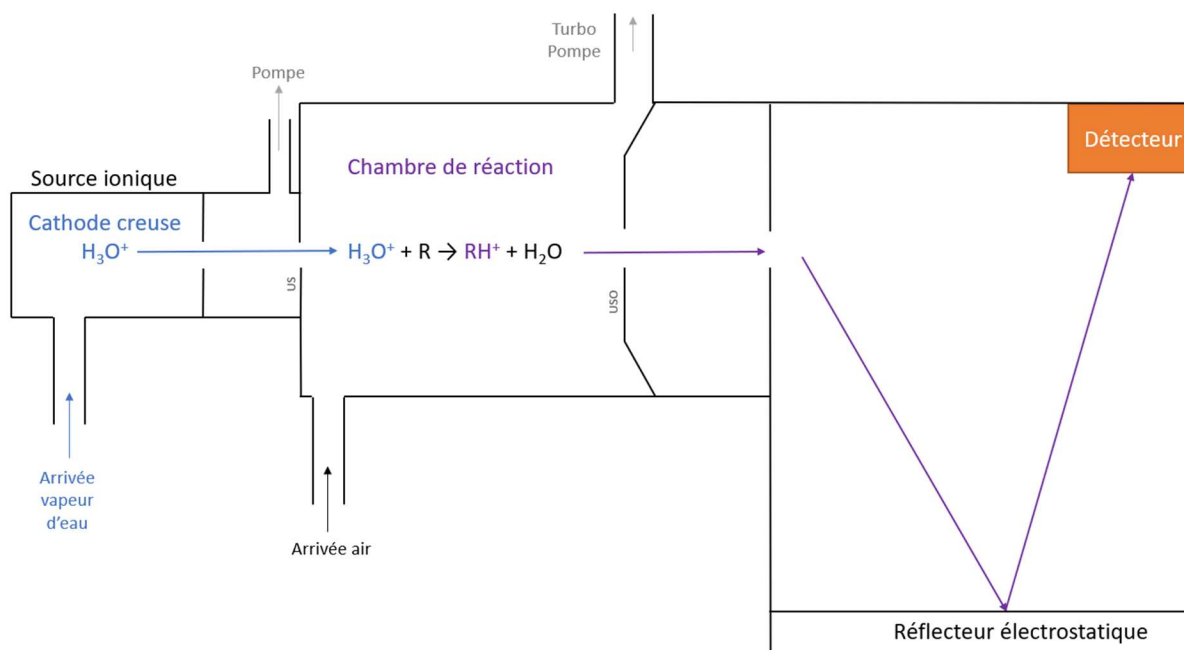 Turbo
Pompe
Pompe
Détecteur
Source ionique
Chambre de réaction
Cathode creuse
H₃O⁺
H₃O⁺ + R → RH⁺ + H₂O
US
USO
Arrivée
vapeur
d'eau
Arrivée air
Réflecteur électrostatique